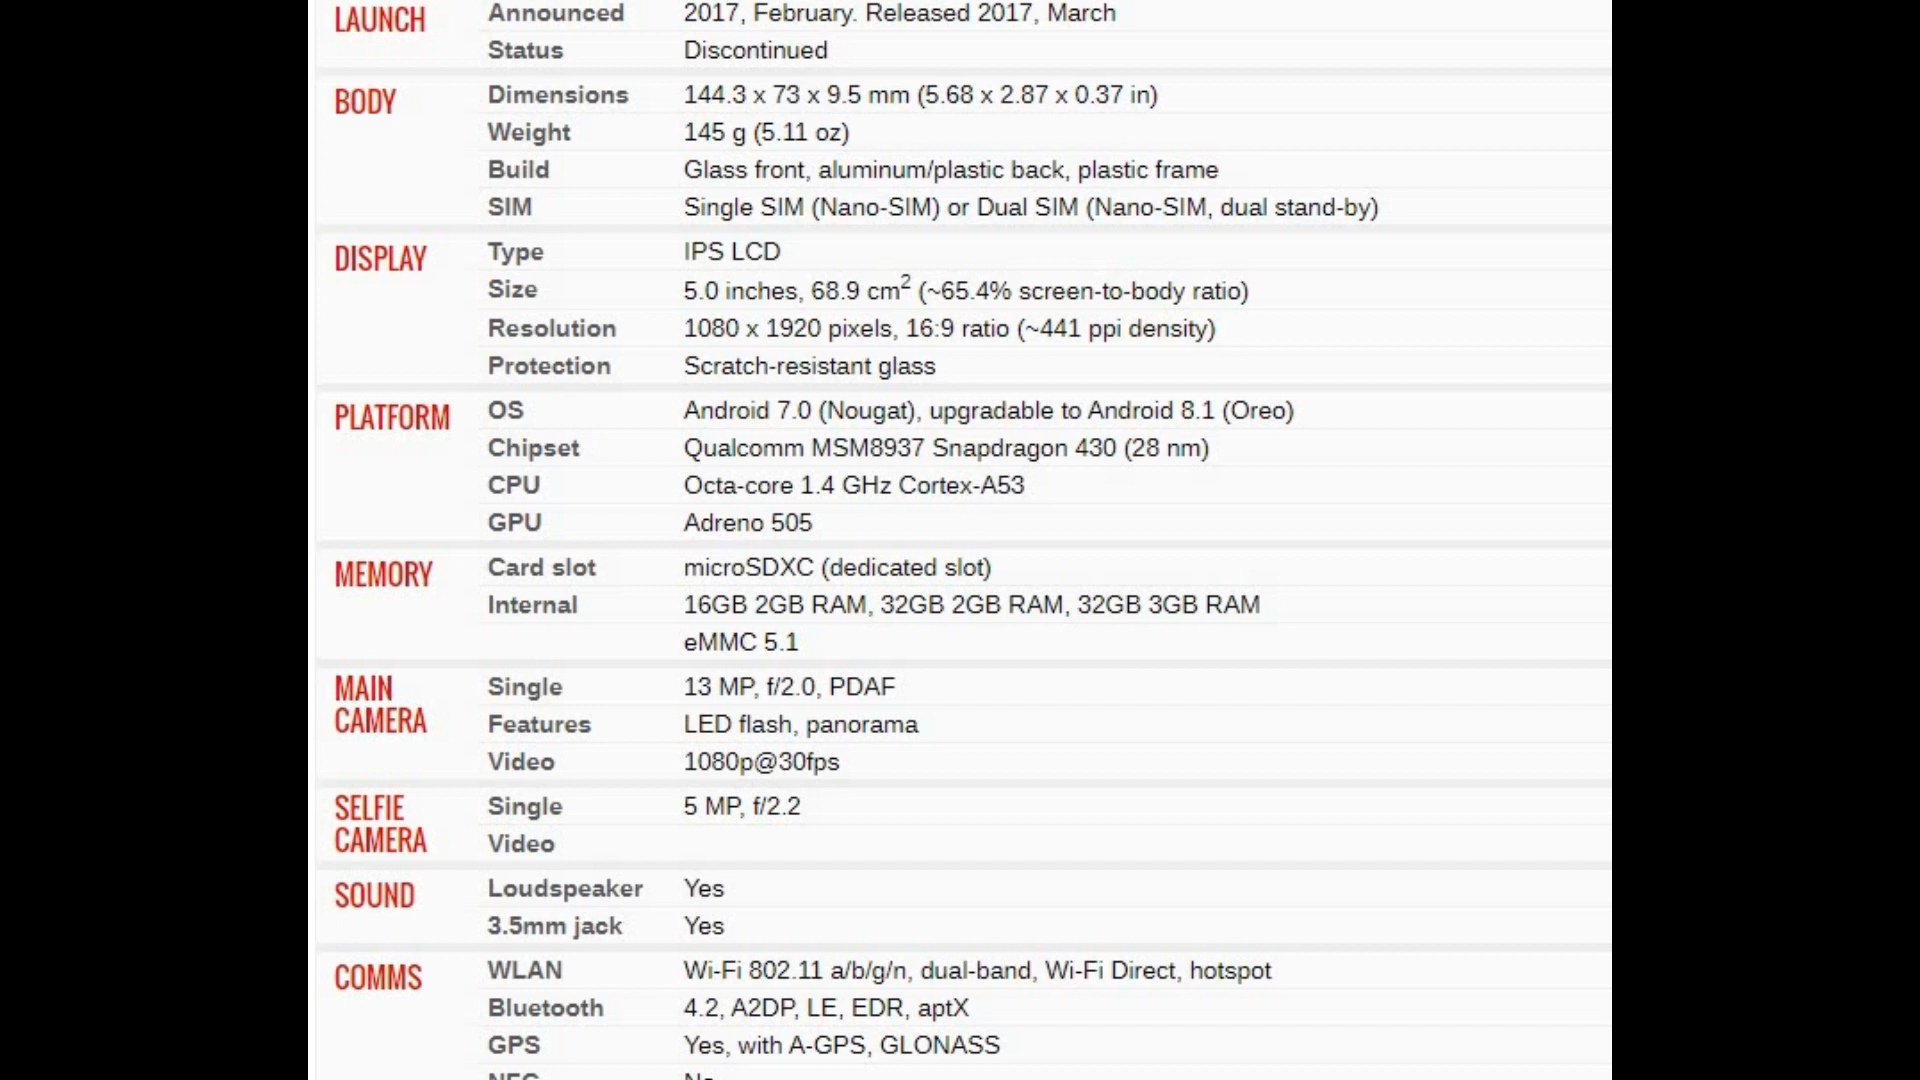 LAUNCH Announced 2017, February. Released 2017, March
Status Discontinued
BODY Dimensions 144.3 x 73 x 9.5 mm (5.68 x 2.87 x 0.37 in)
Weight 145 g (5.11 oz)
Build Glass front, aluminum/plastic back, plastic frame
SIM Single SIM (Nano-SIM) or Dual SIM (Nano-SIM, dual stand-by)
DISPLAY Type IPS LCD
Size 5.0 inches, 68.9 cm2 (~65.4% screen-to-body ratio)
Resolution 1080 x 1920 pixels, 16:9 ratio (~441 ppi density)
Protection Scratch-resistant glass
PLATFORM OS Android 7.0 (Nougat), upgradable to Android 8.1 (Oreo)
Chipset Qualcomm MSM8937 Snapdragon 430 (28 nm)
CPU Octa-core 1.4 GHz Cortex-A53
GPU Adreno 505
MEMORY Card slot microSDXC (dedicated slot)
Internal 16GB 2GB RAM, 32GB 2GB RAM, 32GB 3GB RAM
eMMC 5.1
MAIN CAMERA Single 13 MP, f/2.0, PDAF
Features LED flash, panorama
Video 1080p@30fps
SELFIE CAMERA Single 5 MP, f/2.2
Video
SOUND Loudspeaker Yes
3.5mm jack Yes
COMMS WLAN Wi-Fi 802.11 a/b/g/n, dual-band, Wi-Fi Direct, hotspot
Bluetooth 4.2, A2DP, LE, EDR, aptX
GPS Yes, with A-GPS, GLONASS